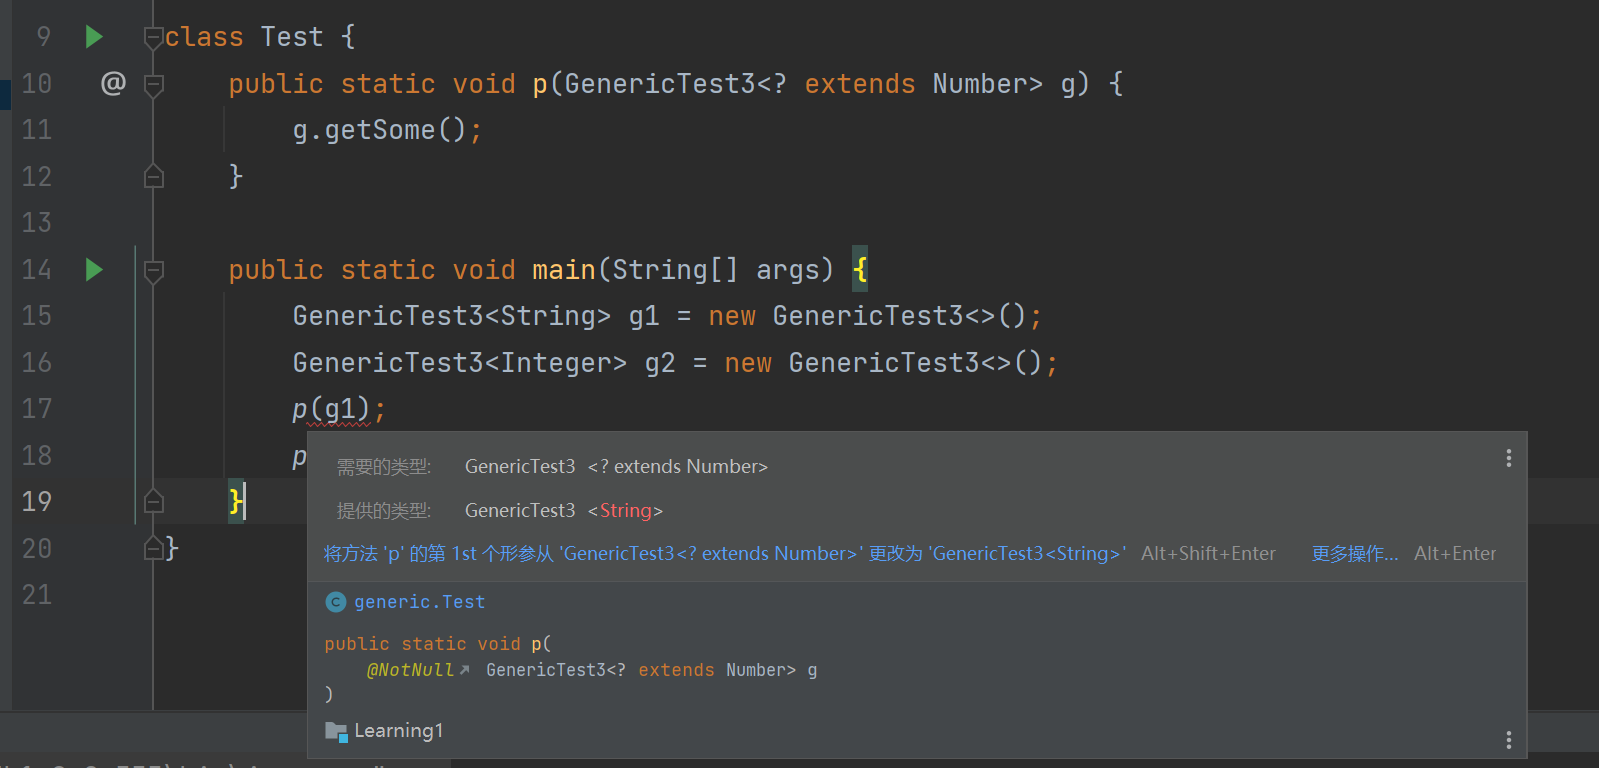 9 class Test {
10 @ public static void p(GenericTest3<? extends Number> g) {
11 g.getSome();
12 }
13
14 public static void main(String[] args) {
15 GenericTest3<String> g1 = new GenericTest3<>();
16 GenericTest3<Integer> g2 = new GenericTest3<>();
17 p(g1);
18 p
19 }
20 }
21
需要的类型: GenericTest3 <? extends Number>
提供的类型: GenericTest3 <String>
将方法 'p' 的第 1st 个形参从 'GenericTest3<? extends Number>' 更改为 'GenericTest3<String>' Alt+Shift+Enter 更多操作... Alt+Enter
C generic.Test
public static void p(
@NotNull GenericTest3<? extends Number> g
)
Learning1